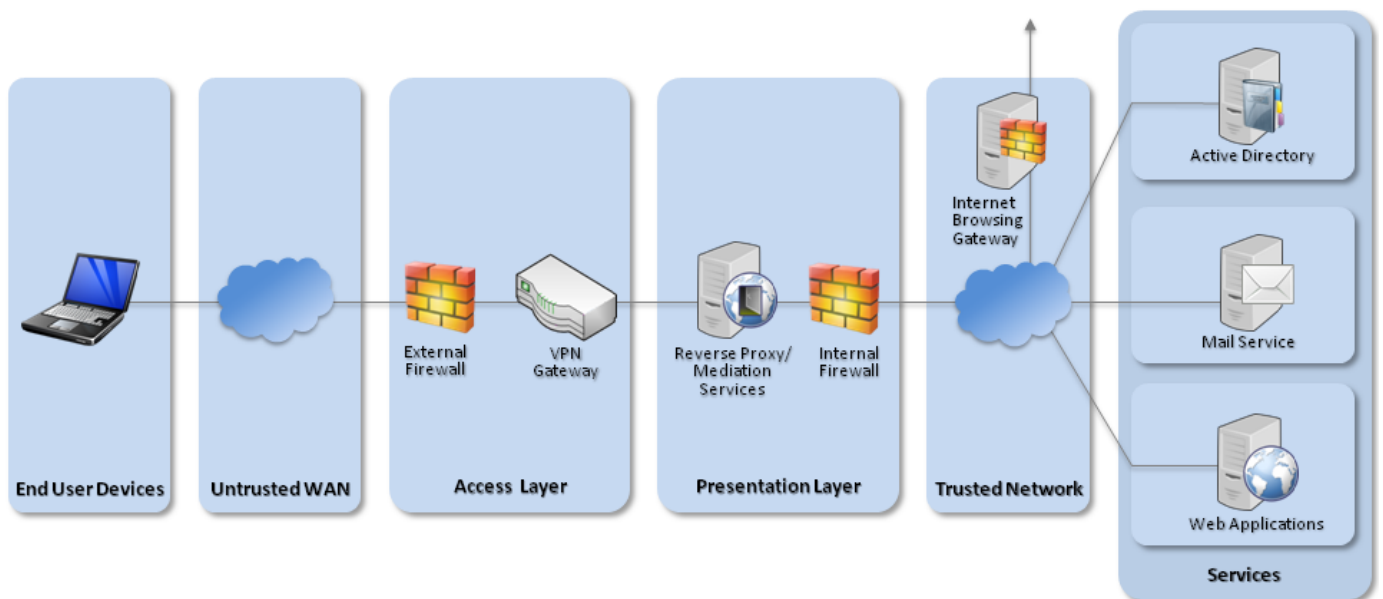 Active Directory
Internet
Browsing
Gateway
Mail Service
External
Firewall
VPN
Gateway
Reverse Proxy/
Mediation
Services
Internal
Firewall
Web Applications
End User Devices
Untrusted WAN
Access Layer
Presentation Layer
Trusted Network
Services